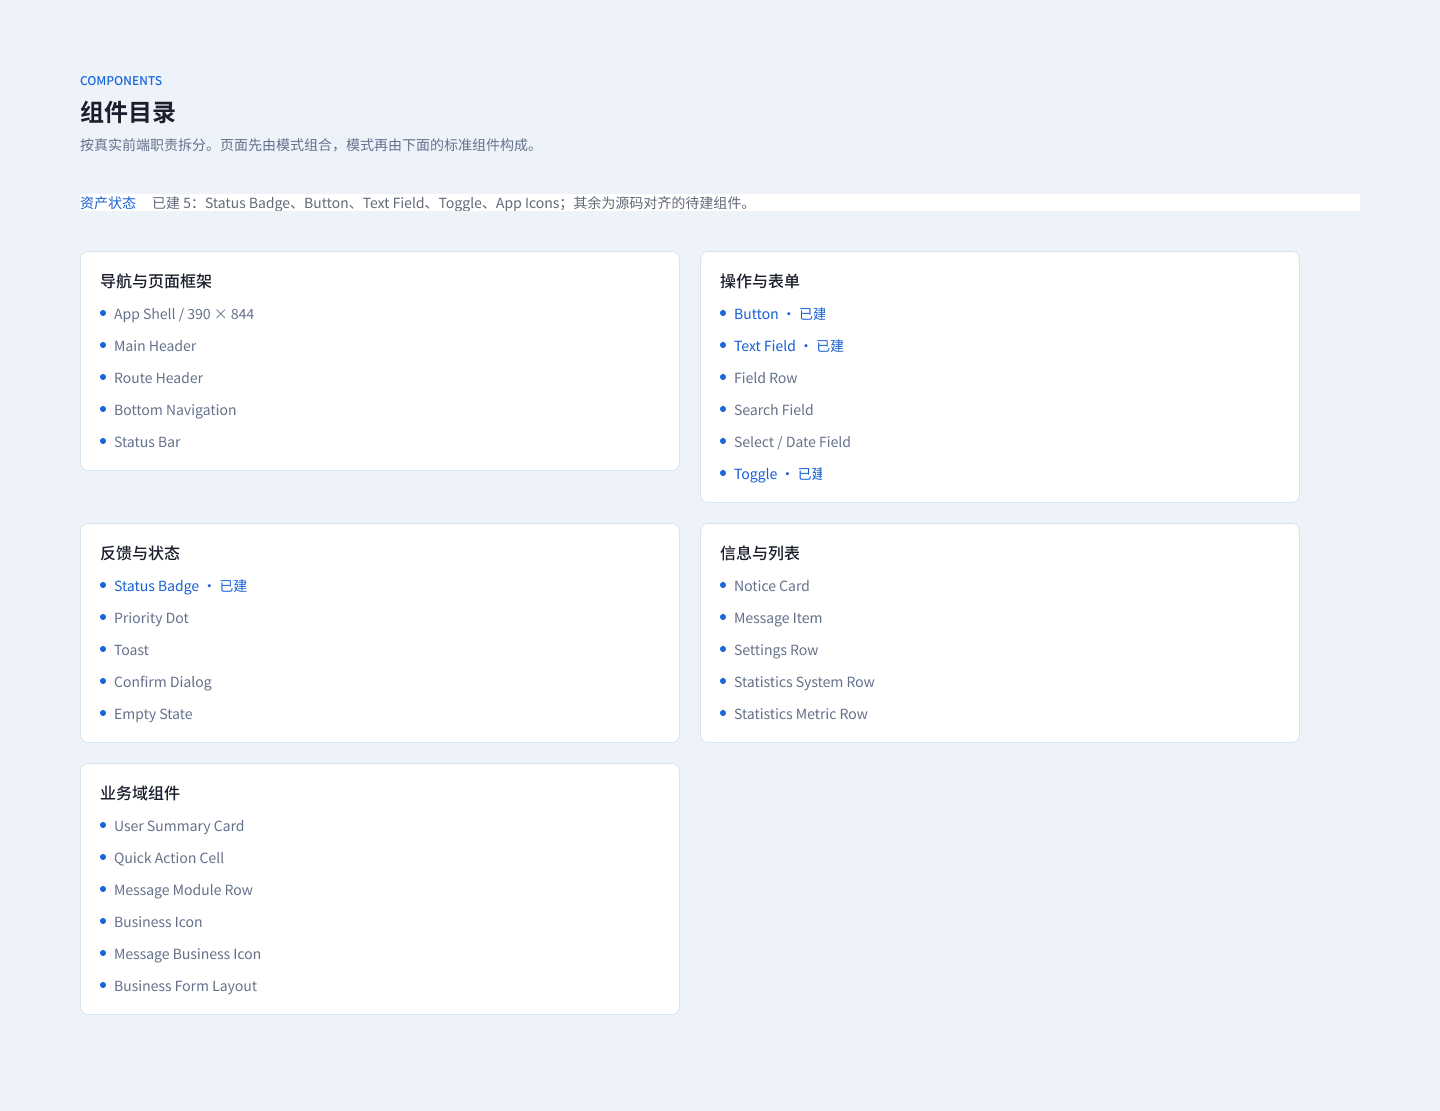 COMPONENTS
组件目录
按真实前端职责拆分。页面先由模式组合，模式再由下面的标准组件构成。
资产状态 已建 5：Status Badge、Button、Text Field、Toggle、App Icons；其余为源码对齐的待建组件。
导航与页面框架
App Shell / 390 × 844
Main Header
Route Header
Bottom Navigation
Status Bar
操作与表单
Button · 已建
Text Field · 已建
Field Row
Search Field
Select / Date Field
Toggle · 已建
反馈与状态
Status Badge · 已建
Priority Dot
Toast
Confirm Dialog
Empty State
信息与列表
Notice Card
Message Item
Settings Row
Statistics System Row
Statistics Metric Row
业务域组件
User Summary Card
Quick Action Cell
Message Module Row
Business Icon
Message Business Icon
Business Form Layout